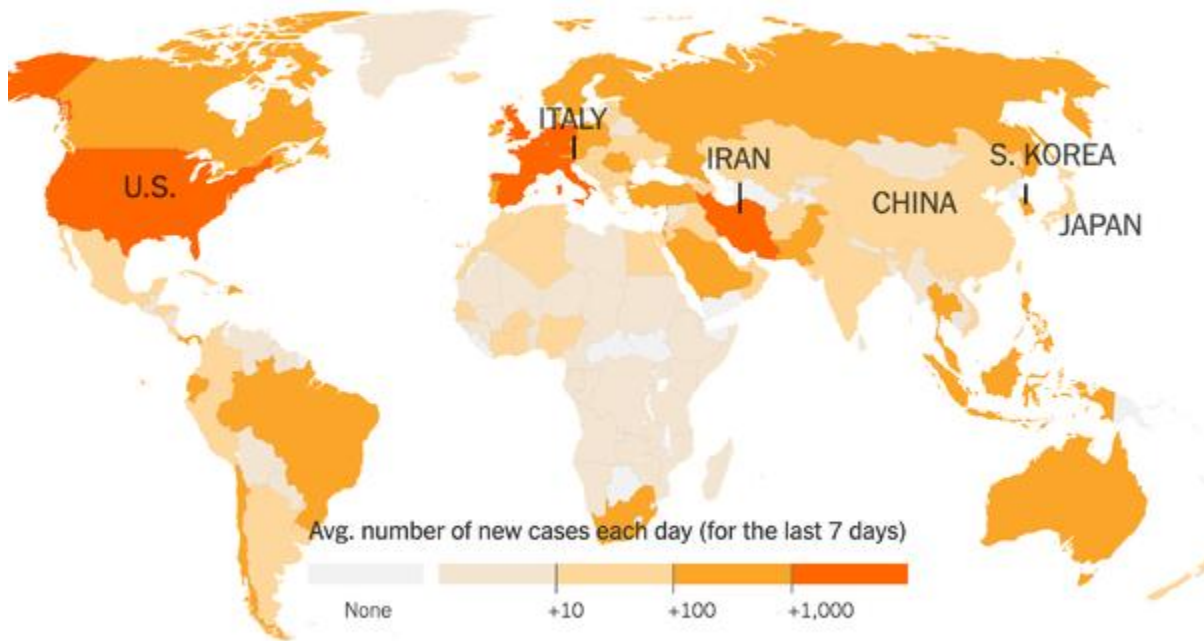 ITALY
U.S.
IRAN
S. KOREA
CHINA
JAPAN
Avg. number of new cases each day (for the last 7 days)
None +10 +100 +1,000